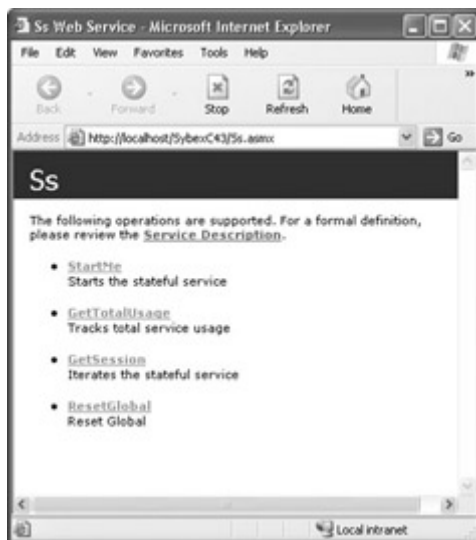 Ss Web Service - Microsoft Internet Explorer
File Edit View Favorites Tools Help
Back Forward Stop Refresh Home
Address http://localhost/SybexC43/Ss.asmx Go
Ss
The following operations are supported. For a formal definition,
please review the Service Description.
StartMe
Starts the stateful service
GetTotalUsage
Tracks total service usage
GetSession
Iterates the stateful service
ResetGlobal
Reset Global
Local intranet